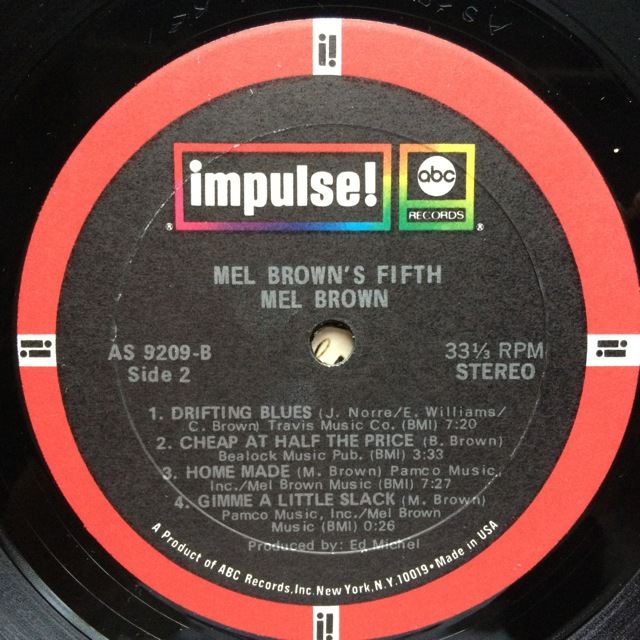 i!
impulse!
abc
RECORDS
® ®
MEL BROWN'S FIFTH
MEL BROWN
AS 9209-B
Side 2
33⅓ RPM
STEREO
1. DRIFTING BLUES (J. Norre/E. Williams/
C. Brown) Travis Music Co. (BMI) 7:20
2. CHEAP AT HALF THE PRICE (B. Brown)
Bealock Music Pub. (BMI) 3:33
3. HOME MADE (M. Brown) Pamco Music,
Inc./Mel Brown Music (BMI) 7:27
4. GIMME A LITTLE SLACK (M. Brown)
Pamco Music, Inc./Mel Brown
Music (BMI) 0:26
Produced by: Ed Michel
A Product of ABC Records, Inc. New York, N.Y. 10019 • Made in USA
i!
i!
i!